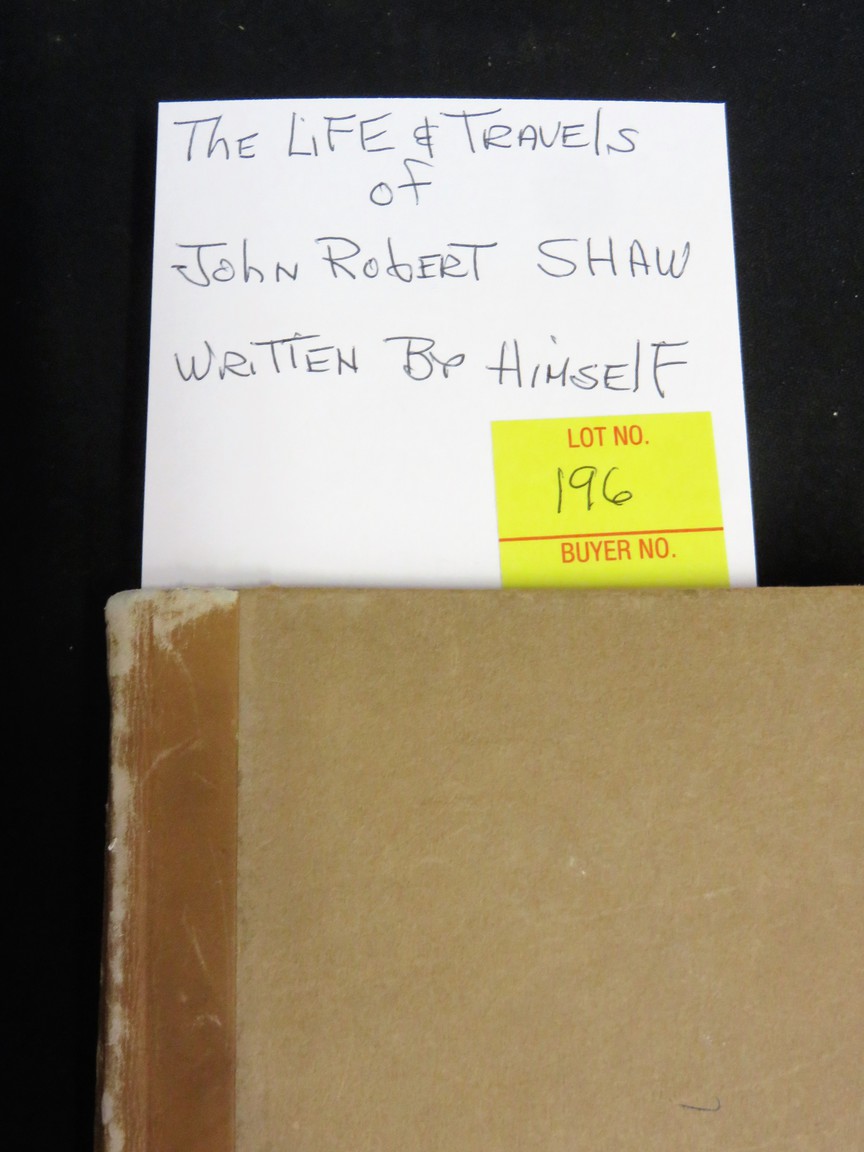 The LiFE & TRAVEls
of
John RobERT SHAW
WRiTTEN By HiMSElF
LOT NO.
196
BUYER NO.